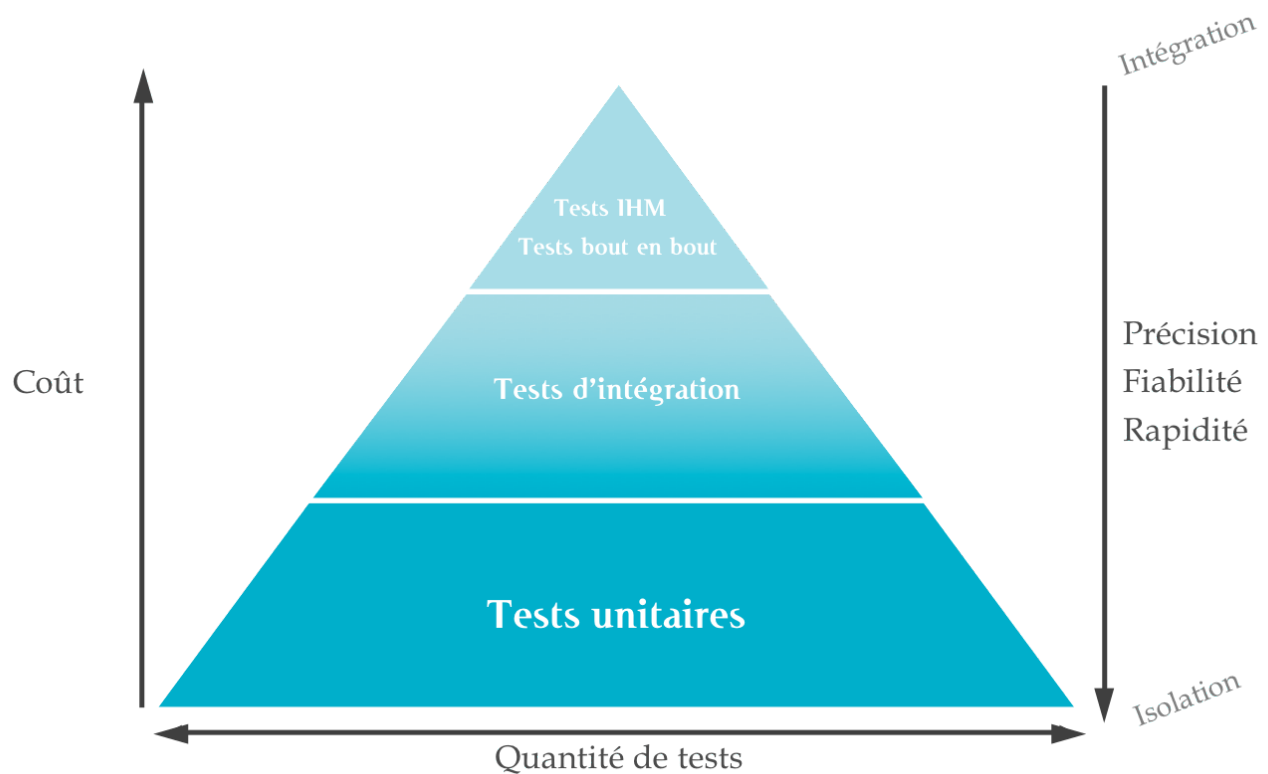 Intégration
Tests IHM
Tests bout en bout
Coût
Tests d'intégration
Précision
Fiabilité
Rapidité
Tests unitaires
Isolation
Quantité de tests